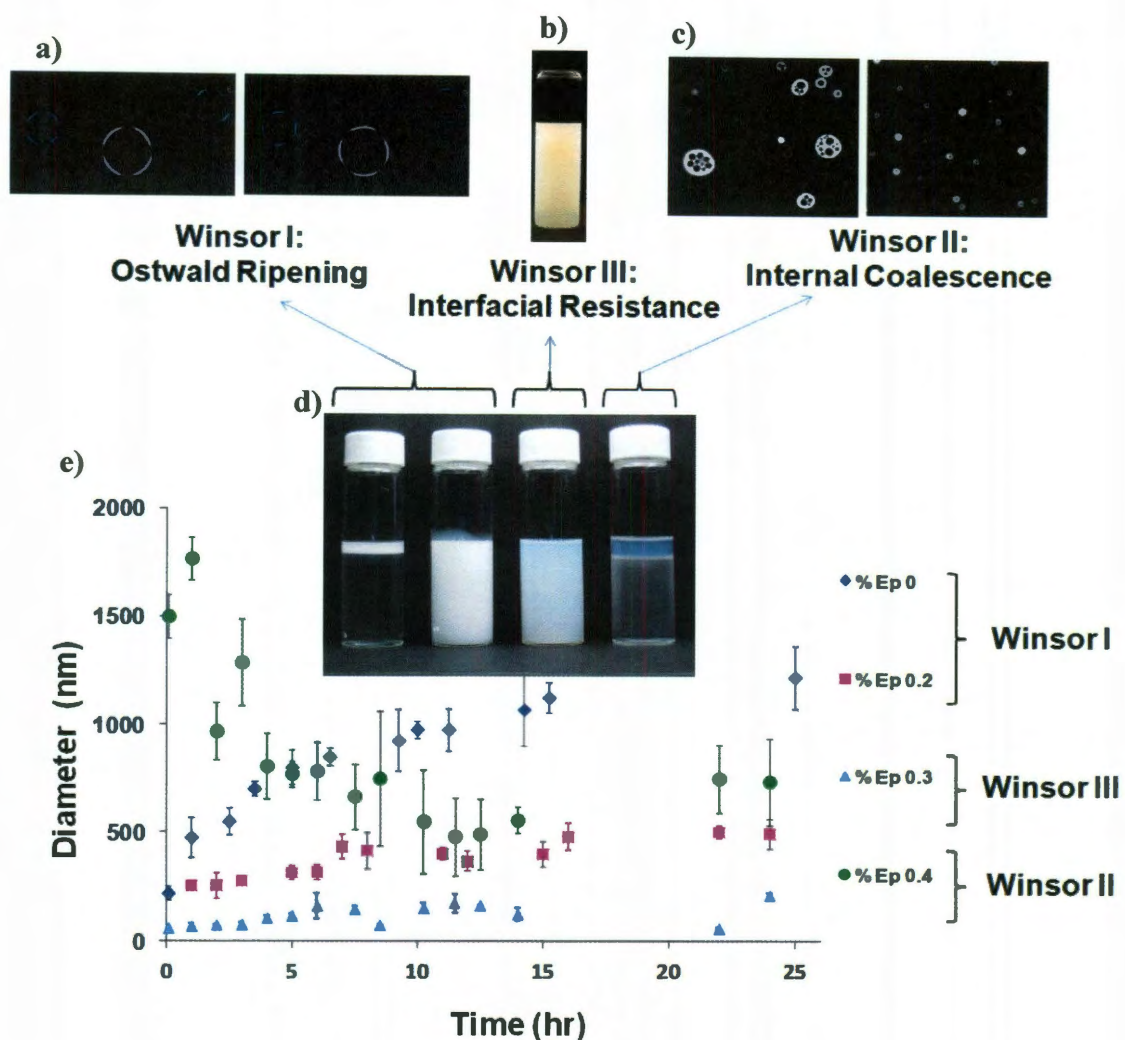 a)
b)
c)
Winsor I:
Ostwald Ripening
Winsor III:
Interfacial Resistance
Winsor II:
Internal Coalescence
d)
e)
2000
1500
1000
500
0
Diameter (nm)
0 5 10 15 20 25
Time (hr)
%Ep 0
%Ep 0.2
%Ep 0.3
%Ep 0.4
Winsor I
Winsor III
Winsor II